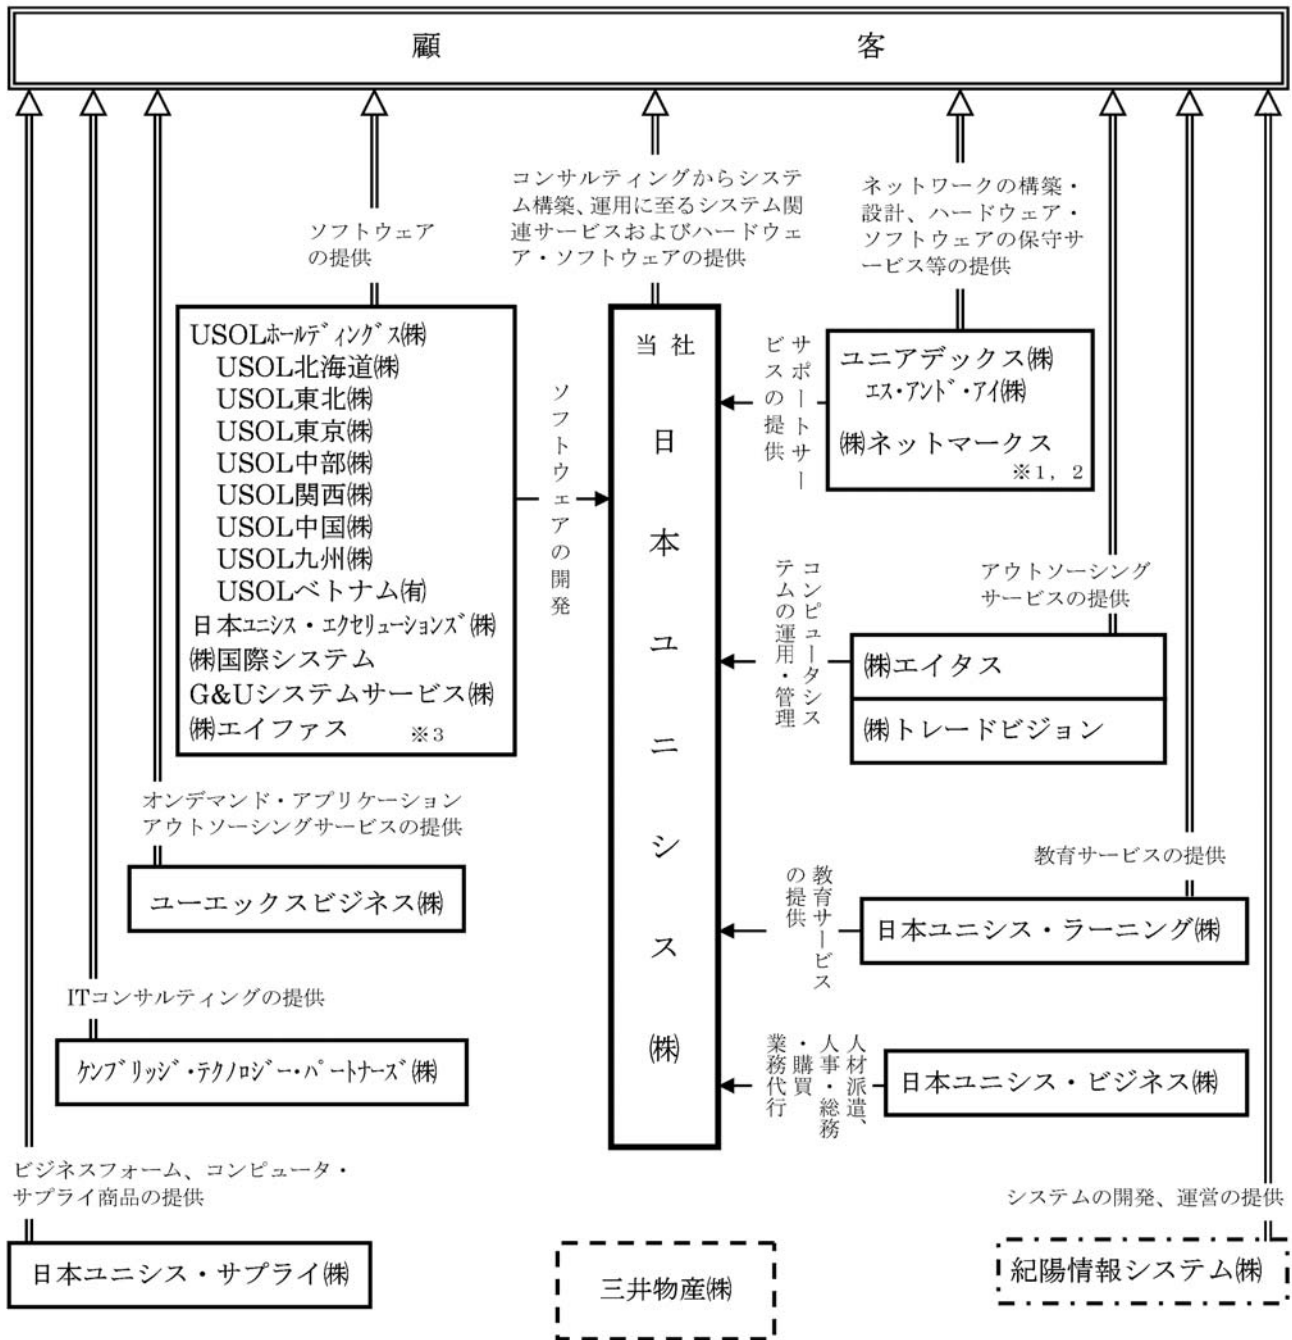 顧客
ソフトウェア
の提供
コンサルティングからシステ
ム構築、運用に至るシステム関
連サービスおよびハードウェ
ア・ソフトウェアの提供
ネットワークの構築・
設計、ハードウェア・
ソフトウェアの保守サ
ービス等の提供
USOLホールディングス㈱
USOL北海道㈱
USOL東北㈱
USOL東京㈱
USOL中部㈱
USOL関西㈱
USOL中国㈱
USOL九州㈱
USOLベトナム㈲
日本ユニシス・エクセリューションズ㈱
㈱国際システム
G&Uシステムサービス㈱
㈱エイファス ※3
ソフトウェアの開発
当社
日本ユニシス㈱
サポートサー
ビスの提供
ユニアデックス㈱
エス・アンド・アイ㈱
㈱ネットマークス
※1, 2
コンピュータシス
テムの運用・管理
アウトソーシング
サービスの提供
㈱エイタス
㈱トレードビジョン
オンデマンド・アプリケーション
アウトソーシングサービスの提供
ユーエックスビジネス㈱
教育サービスの提供
教育サービス
の提供
日本ユニシス・ラーニング㈱
ITコンサルティングの提供
ケンブリッジ・テクノロジー・パートナーズ㈱
人材派遣、
人事・総務
・購買
業務代行
日本ユニシス・ビジネス㈱
ビジネスフォーム、コンピュータ・
サプライ商品の提供
日本ユニシス・サプライ㈱
三井物産㈱
システムの開発、運営の提供
紀陽情報システム㈱